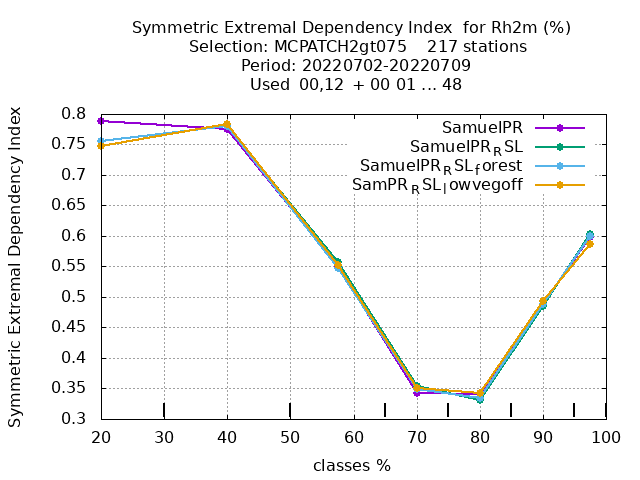 Symmetric Extremal Dependency Index  for Rh2m (%)
Selection: MCPATCH2gt075    217 stations
Period: 20220702-20220709
Used  00,12  + 00 01 ... 48
Symmetric Extremal Dependency Index
0.8
0.75
0.7
0.65
0.6
0.55
0.5
0.45
0.4
0.35
0.3
SamuelPR
SamuelPR_RSL
SamuelPR_RSL_forest
SamPR_RSL_lowvegoff
20 30 40 50 60 70 80 90 100
classes %